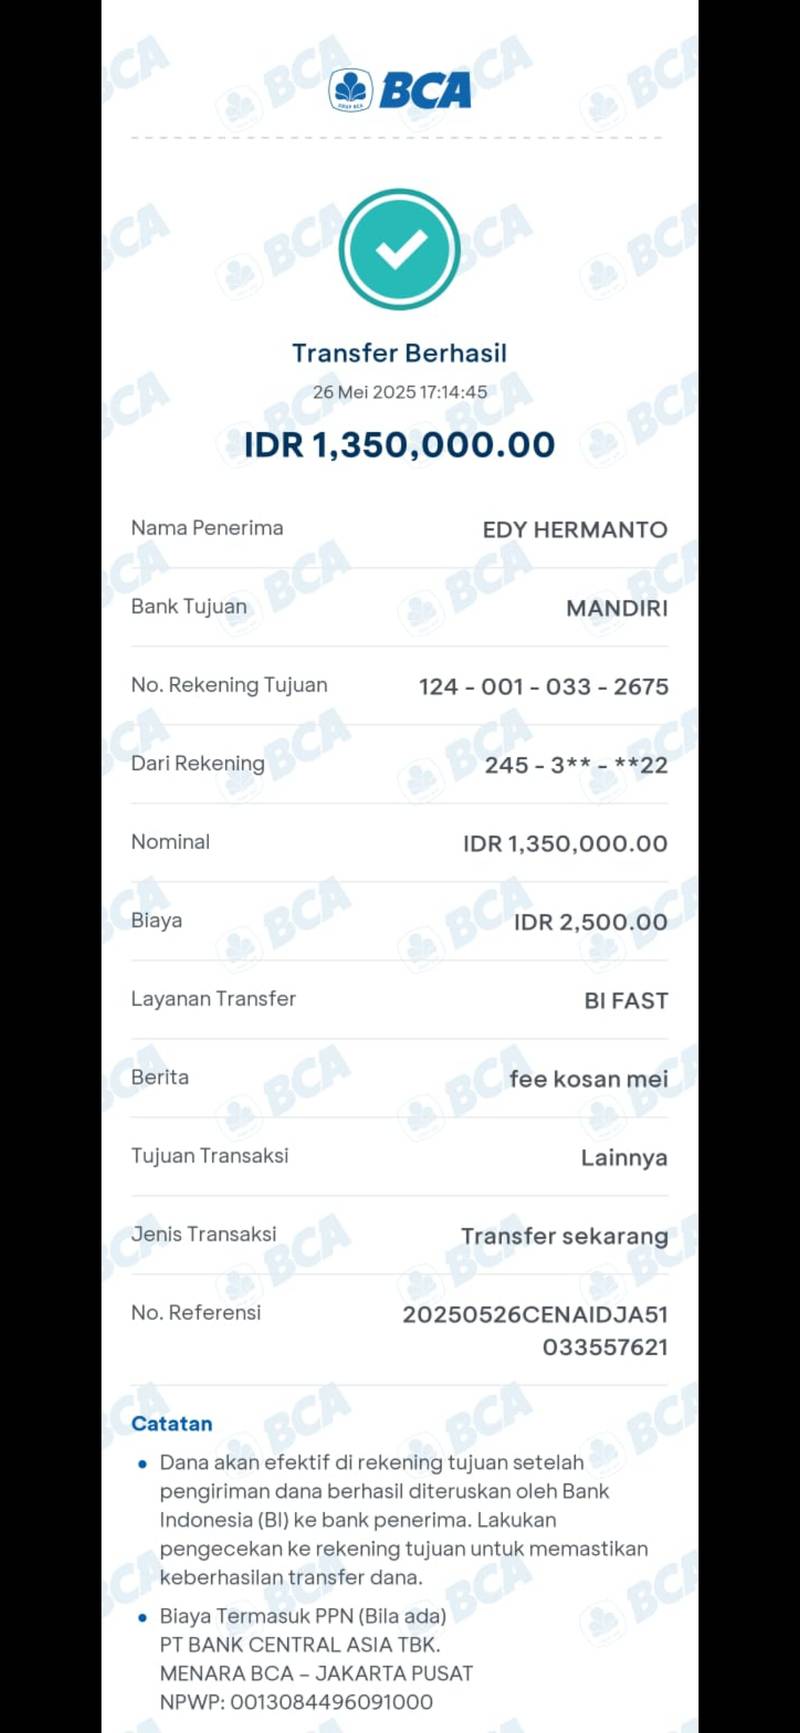 BCA
Transfer Berhasil
26 Mei 2025 17:14:45
IDR 1,350,000.00
Nama Penerima EDY HERMANTO
Bank Tujuan MANDIRI
No. Rekening Tujuan 124 - 001 - 033 - 2675
Dari Rekening 245 - 3** - **22
Nominal IDR 1,350,000.00
Biaya IDR 2,500.00
Layanan Transfer BI FAST
Berita fee kosan mei
Tujuan Transaksi Lainnya
Jenis Transaksi Transfer sekarang
No. Referensi 20250526CENAIDJA51
033557621
Catatan
• Dana akan efektif di rekening tujuan setelah
pengiriman dana berhasil diteruskan oleh Bank
Indonesia (BI) ke bank penerima. Lakukan
pengecekan ke rekening tujuan untuk memastikan
keberhasilan transfer dana.
• Biaya Termasuk PPN (Bila ada)
PT BANK CENTRAL ASIA TBK.
MENARA BCA – JAKARTA PUSAT
NPWP: 0013084496091000